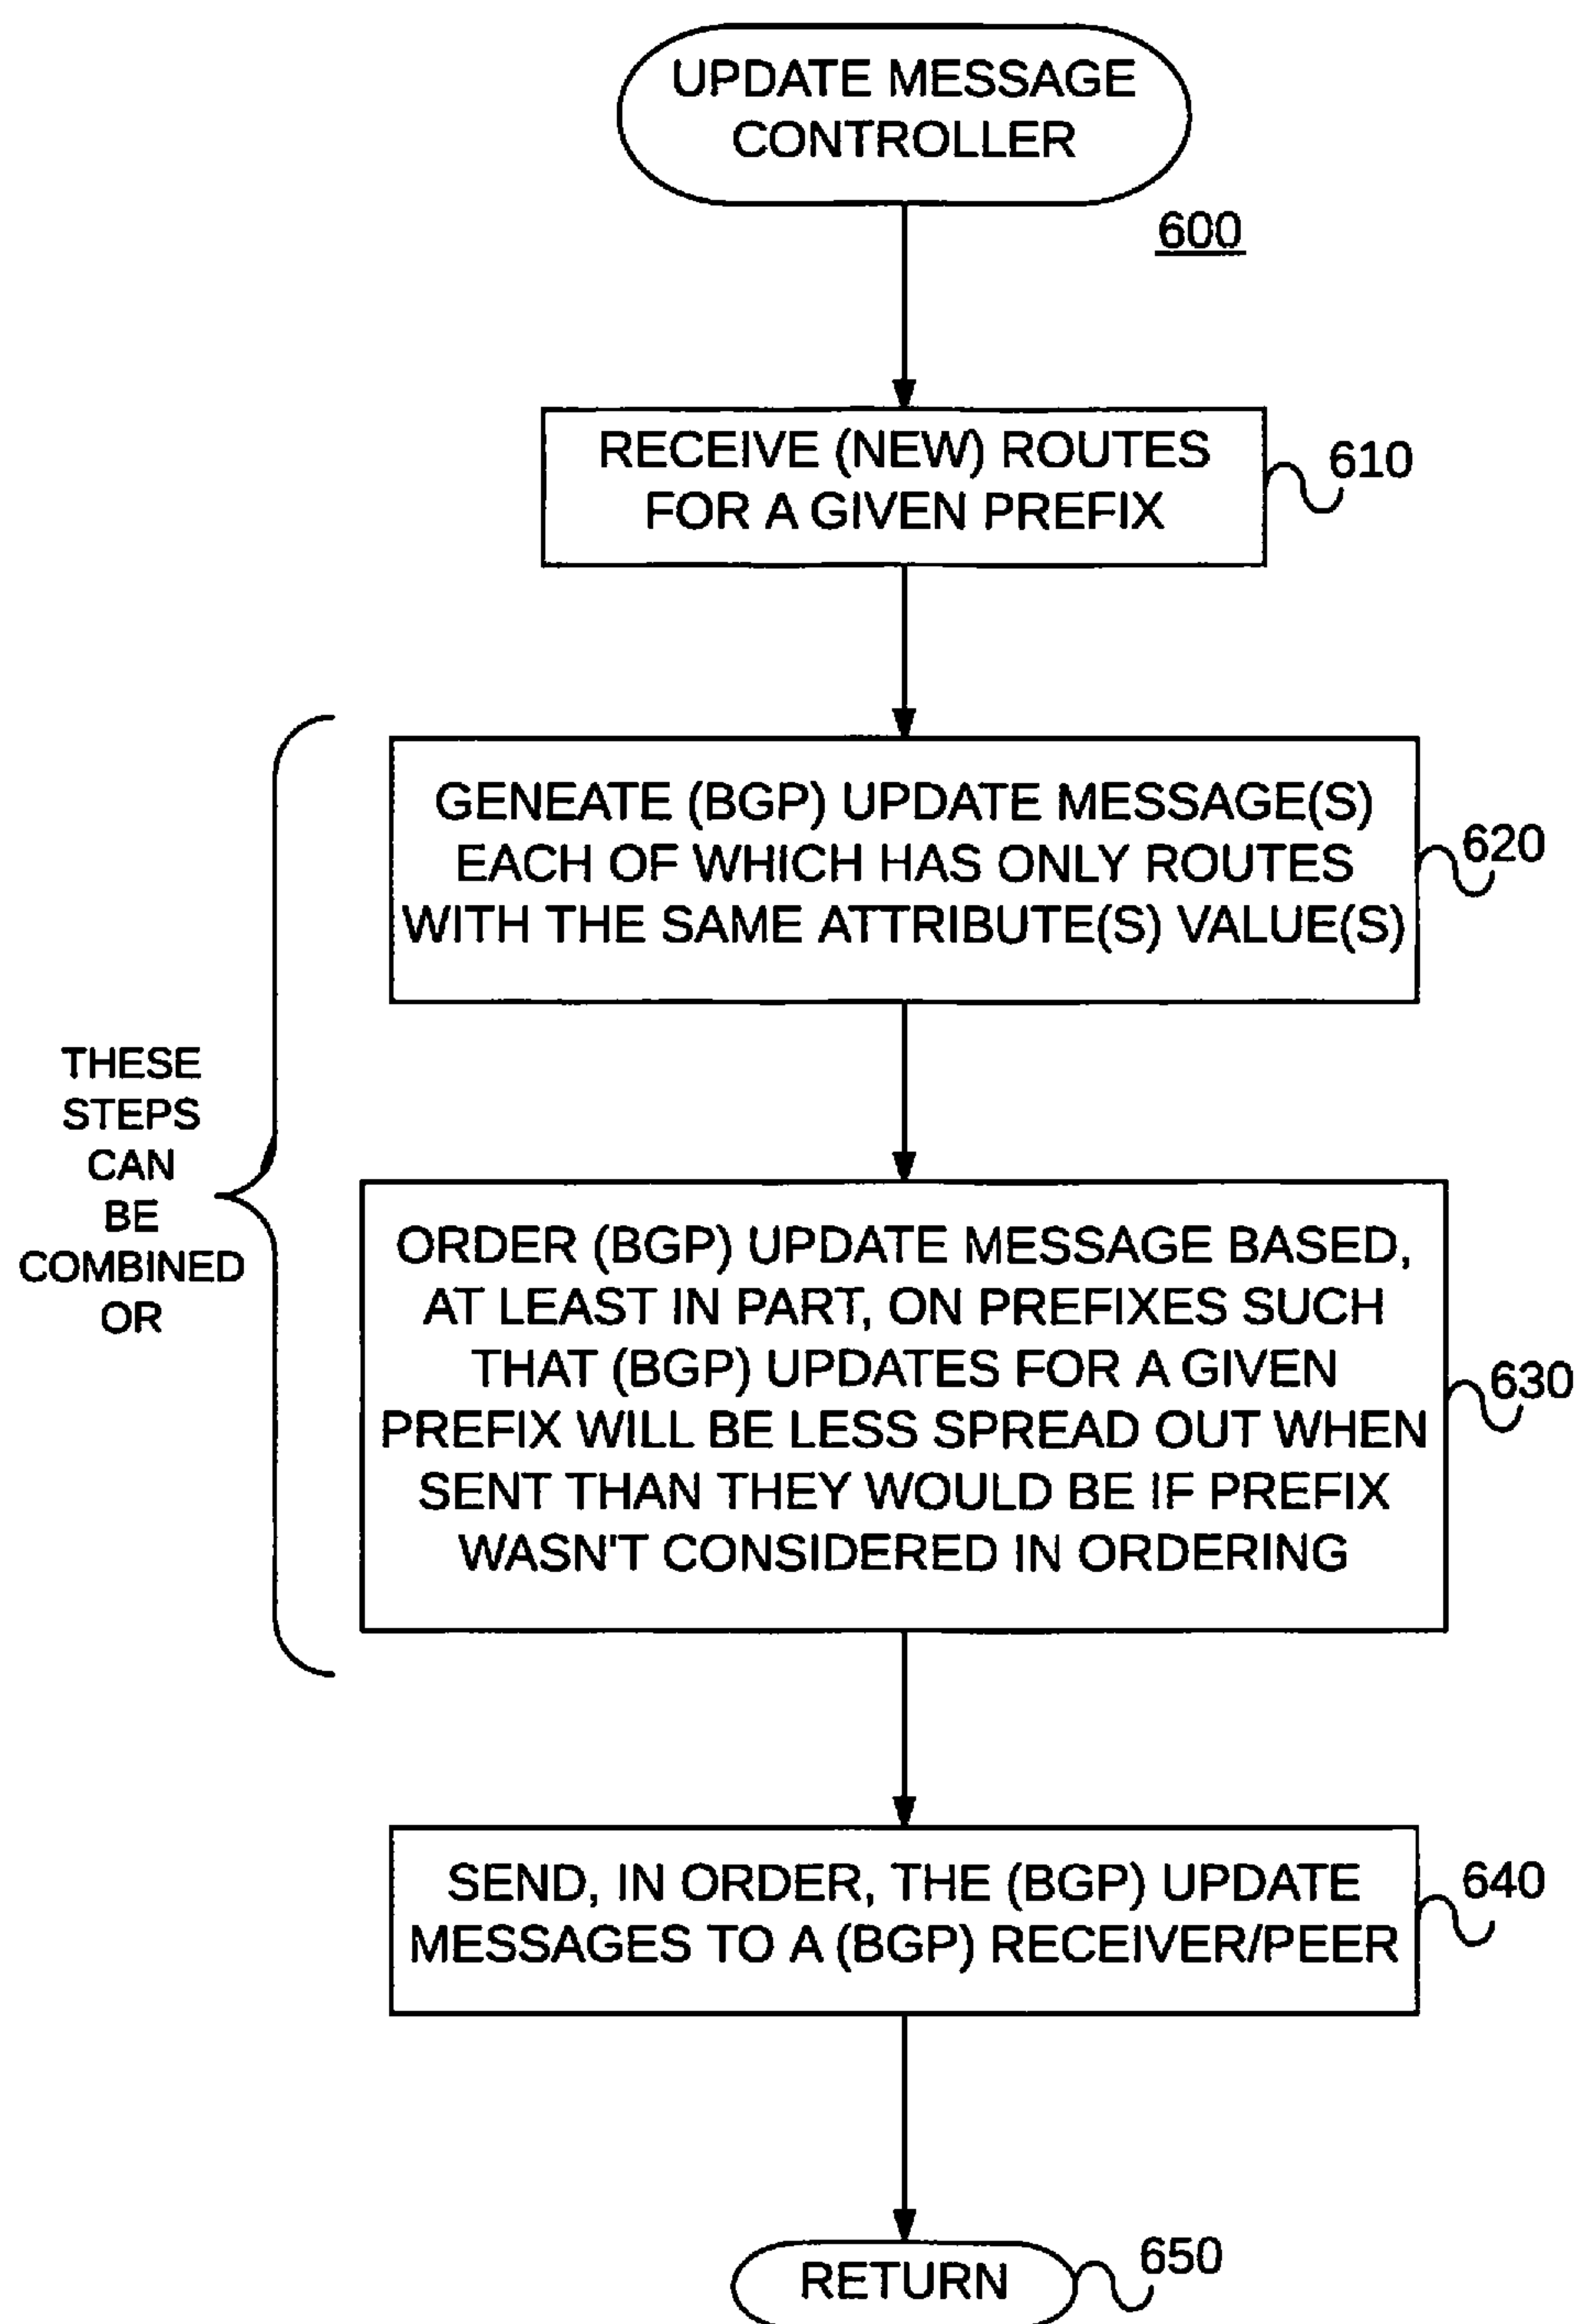 UPDATE MESSAGE
CONTROLLER
600
RECEIVE (NEW) ROUTES
FOR A GIVEN PREFIX
610
GENEATE (BGP) UPDATE MESSAGE(S)
EACH OF WHICH HAS ONLY ROUTES
WITH THE SAME ATTRIBUTE(S) VALUE(S)
620
THESE
STEPS
CAN
BE
COMBINED
OR
ORDER (BGP) UPDATE MESSAGE BASED,
AT LEAST IN PART, ON PREFIXES SUCH
THAT (BGP) UPDATES FOR A GIVEN
PREFIX WILL BE LESS SPREAD OUT WHEN
SENT THAN THEY WOULD BE IF PREFIX
WASN'T CONSIDERED IN ORDERING
630
SEND, IN ORDER, THE (BGP) UPDATE
MESSAGES TO A (BGP) RECEIVER/PEER
640
RETURN
650